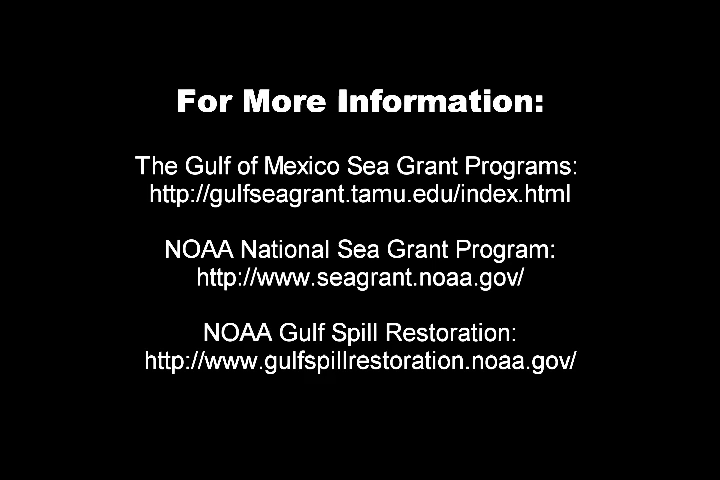 For More Information:
The Gulf of Mexico Sea Grant Programs:
http://gulfseagrant.tamu.edu/index.html
NOAA National Sea Grant Program:
http://www.seagrant.noaa.gov/
NOAA Gulf Spill Restoration:
http://www.gulfspillrestoration.noaa.gov/